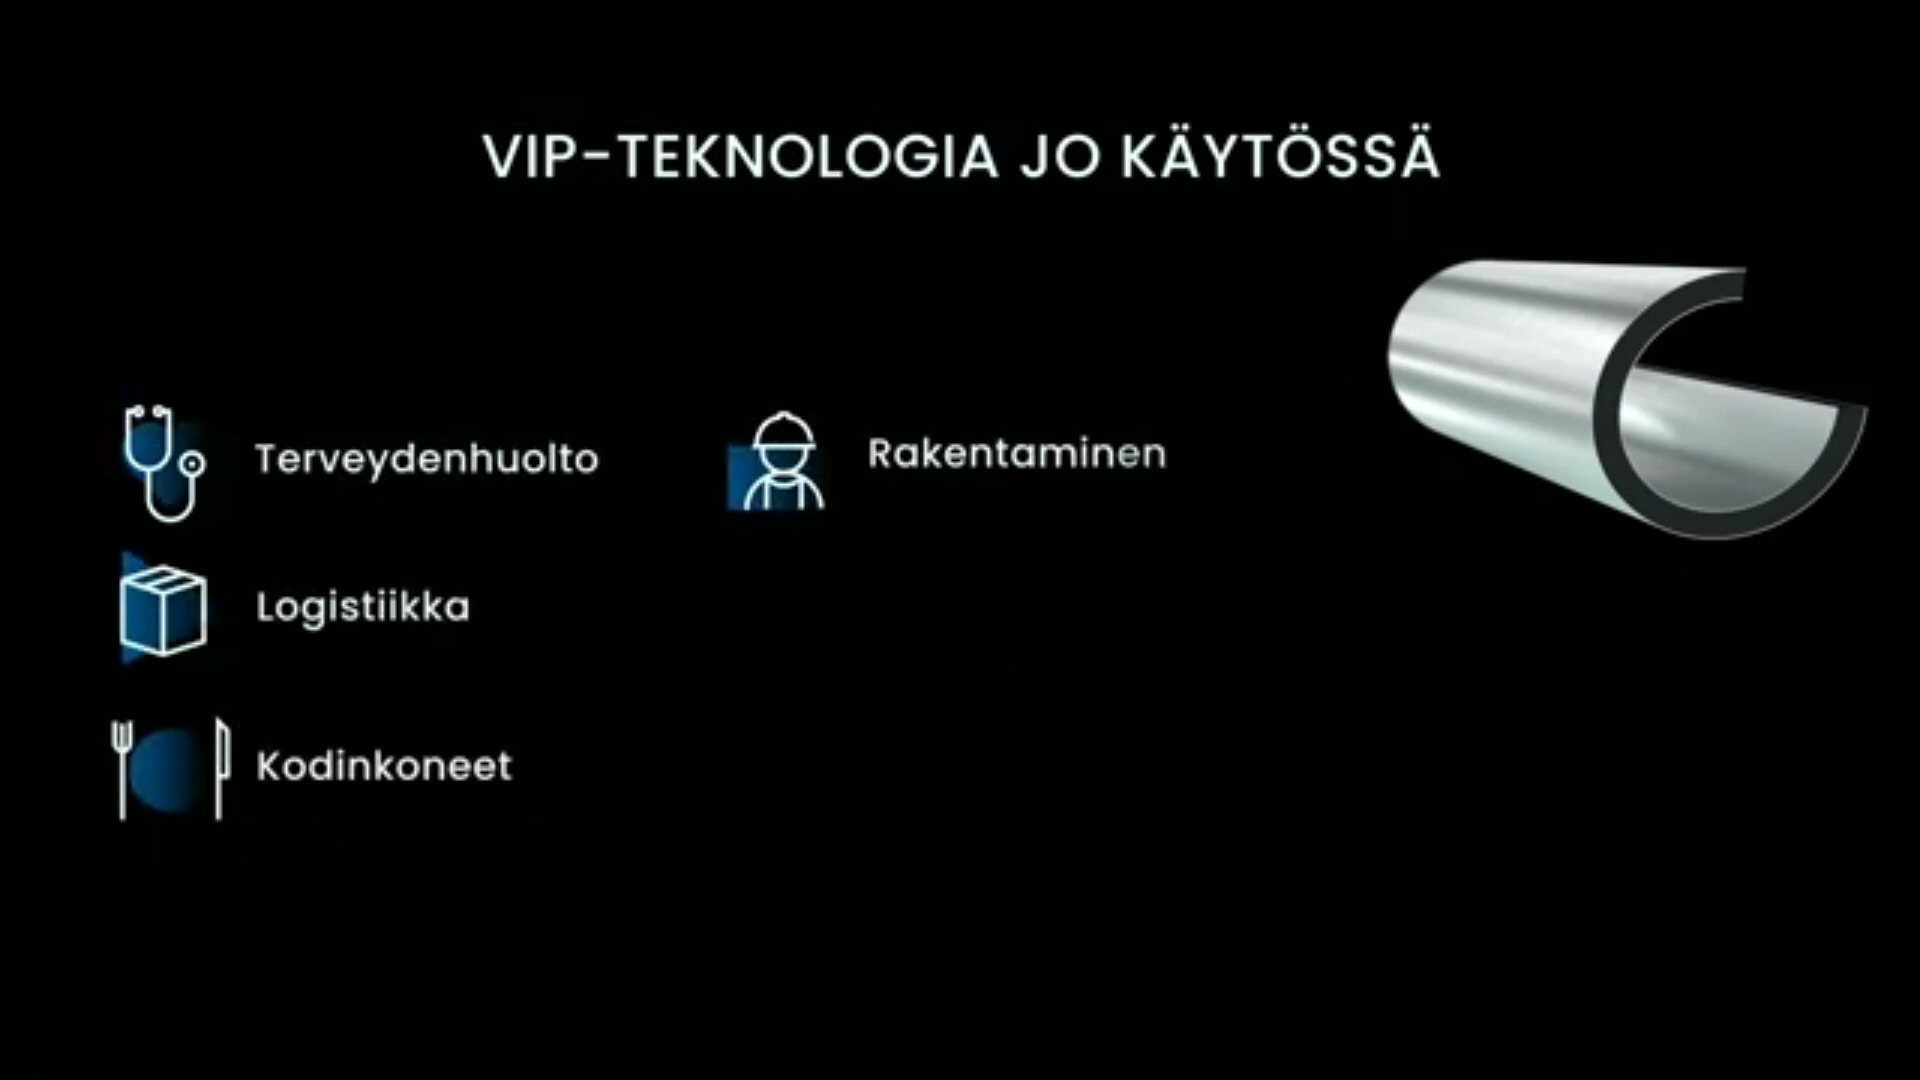 VIP-TEKNOLOGIA JO KÄYTÖSSÄ
Terveydenhuolto
Logistiikka
Kodinkoneet
Rakentaminen